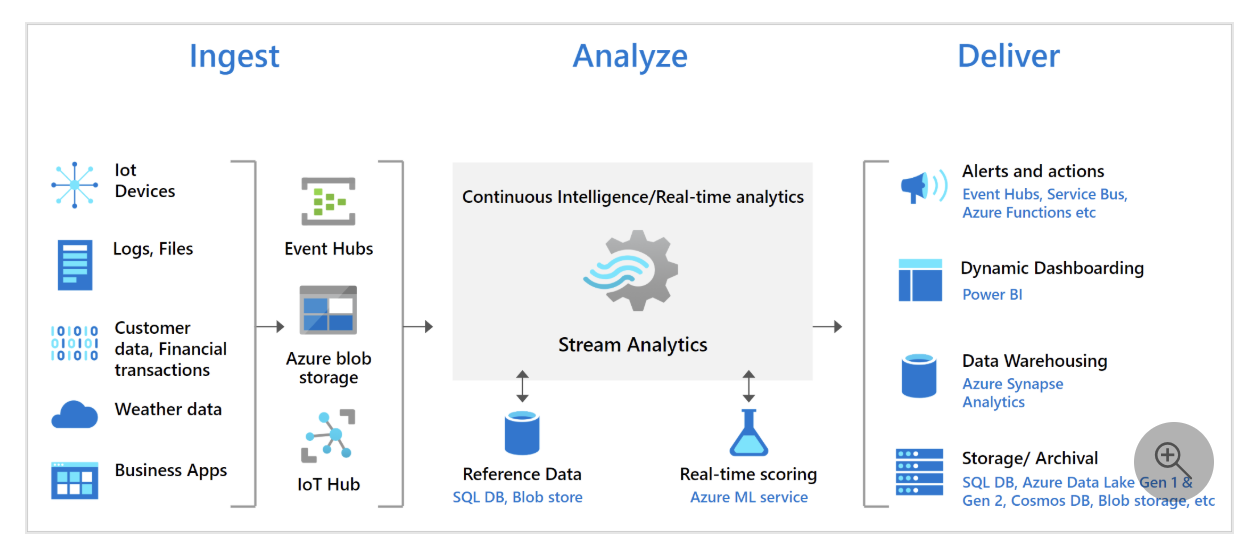 Ingest
Analyze
Deliver
Iot
Devices
Logs, Files
Customer
data, Financial
transactions
Weather data
Business Apps
Event Hubs
Azure blob
storage
IoT Hub
Continuous Intelligence/Real-time analytics
Stream Analytics
Reference Data
SQL DB, Blob store
Real-time scoring
Azure ML service
Alerts and actions
Event Hubs, Service Bus,
Azure Functions etc
Dynamic Dashboarding
Power BI
Data Warehousing
Azure Synapse
Analytics
Storage/ Archival
SQL DB, Azure Data Lake Gen 1 &
Gen 2, Cosmos DB, Blob storage, etc